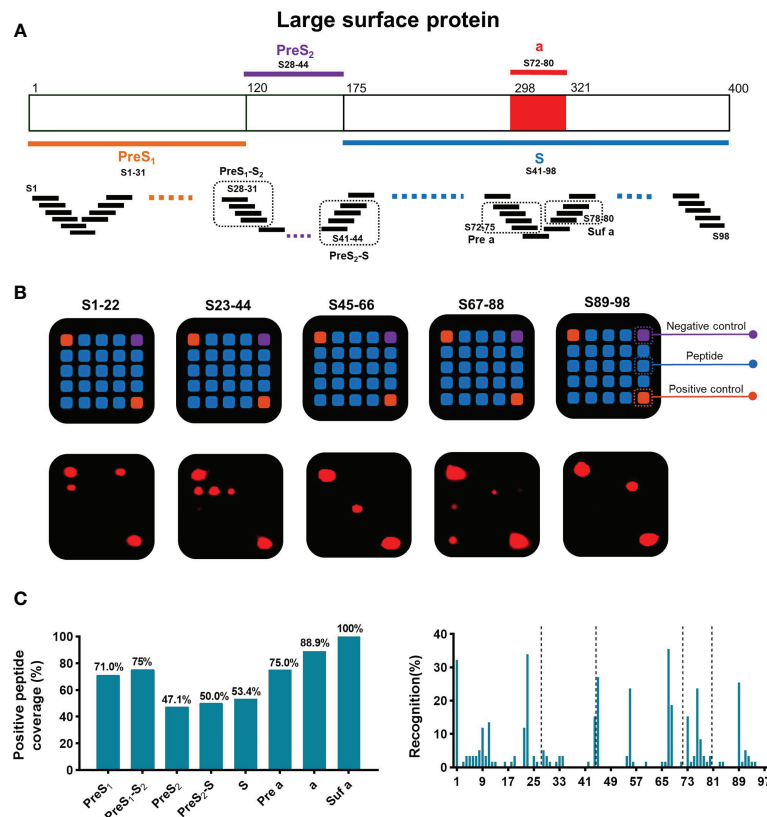 Large surface protein
A
PreS2
S28-44
a
S72-80
1
120
175
298
321
400
PreS1
S1-31
S
S41-98
PreS1-S2
S1
S28-31
S41-44
PreS2-S
S72-75
Pre a
S78-80
Suf a
S98
B
S1-22
S23-44
S45-66
S67-88
S89-98
Negative control
Peptide
Positive control
C
Positive peptide
coverage (%)
100
80
60
40
20
0
71.0%
75%
47.1%
50.0%
53.4%
75.0%
88.9%
100%
PreS1
PreS1-S2
PreS2
PreS2-S
S
Pre a
a
Suf a
Recognition(%)
40
30
20
10
0
1
9
17
25
33
41
49
57
65
73
81
89
97